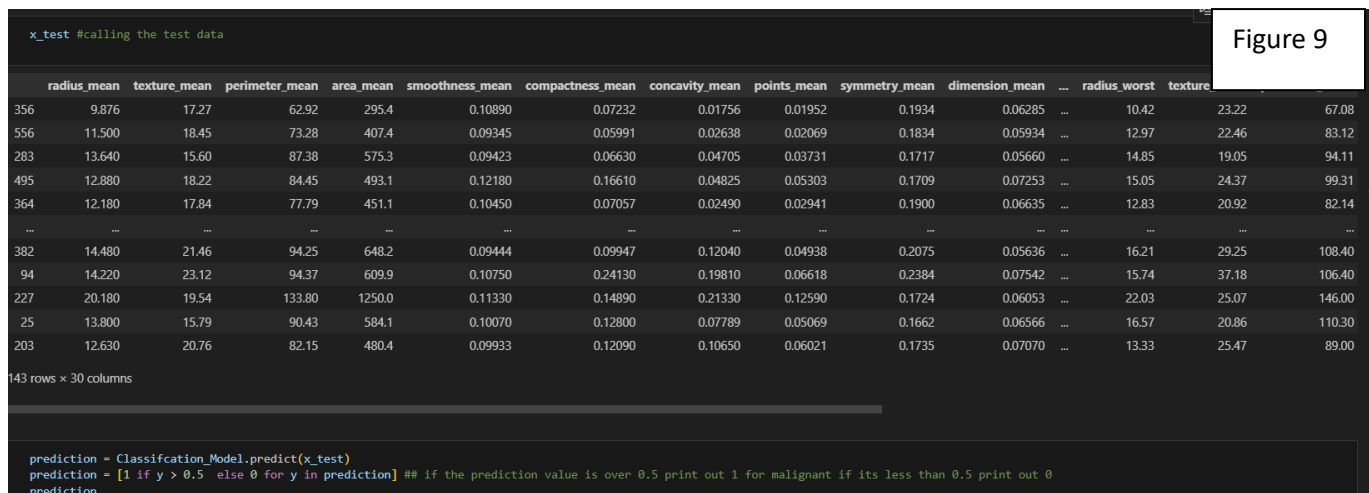 x_test #calling the test data
Figure 9
radius_mean texture_mean perimeter_mean area_mean smoothness_mean compactness_mean concavity_mean points_mean symmetry_mean dimension_mean ... radius_worst texture
356 9.876 17.27 62.92 295.4 0.10890 0.07232 0.01756 0.01952 0.1934 0.06285 ... 10.42 23.22 67.08
556 11.500 18.45 73.28 407.4 0.09345 0.05991 0.02638 0.02069 0.1834 0.05934 ... 12.97 22.46 83.12
283 13.640 15.60 87.38 575.3 0.09423 0.06630 0.04705 0.03731 0.1717 0.05660 ... 14.85 19.05 94.11
495 12.880 18.22 84.45 493.1 0.12180 0.16610 0.04825 0.05303 0.1709 0.07253 ... 15.05 24.37 99.31
364 12.180 17.84 77.79 451.1 0.10450 0.07057 0.02490 0.02941 0.1900 0.06635 ... 12.83 20.92 82.14
... ... ... ... ... ... ... ... ... ... ... ... ... ... ...
382 14.480 21.46 94.25 648.2 0.09444 0.09947 0.12040 0.04938 0.2075 0.05636 ... 16.21 29.25 108.40
94 14.220 23.12 94.37 609.9 0.10750 0.24130 0.19810 0.06618 0.2384 0.07542 ... 15.74 37.18 106.40
227 20.180 19.54 133.80 1250.0 0.11330 0.14890 0.21330 0.12590 0.1724 0.06053 ... 22.03 25.07 146.00
25 13.800 15.79 90.43 584.1 0.10070 0.12800 0.07789 0.05069 0.1662 0.06566 ... 16.57 20.86 110.30
203 12.630 20.76 82.15 480.4 0.09933 0.12090 0.10650 0.06021 0.1735 0.07070 ... 13.33 25.47 89.00
143 rows × 30 columns
prediction = Classifcation_Model.predict(x_test)
prediction = [1 if y > 0.5 else 0 for y in prediction] ## if the prediction value is over 0.5 print out 1 for malignant if its less than 0.5 print out 0
prediction